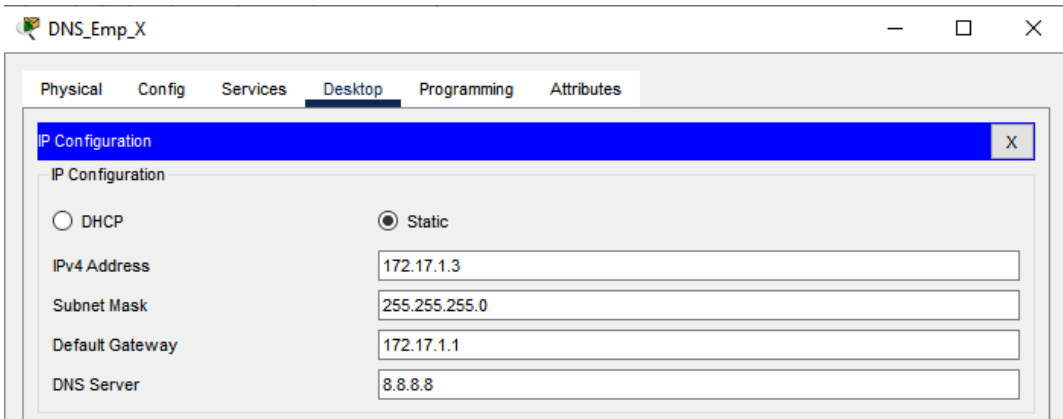 DNS_Emp_X
Physical Config Services Desktop Programming Attributes
IP Configuration X
IP Configuration
DHCP Static
IPv4 Address 172.17.1.3
Subnet Mask 255.255.255.0
Default Gateway 172.17.1.1
DNS Server 8.8.8.8